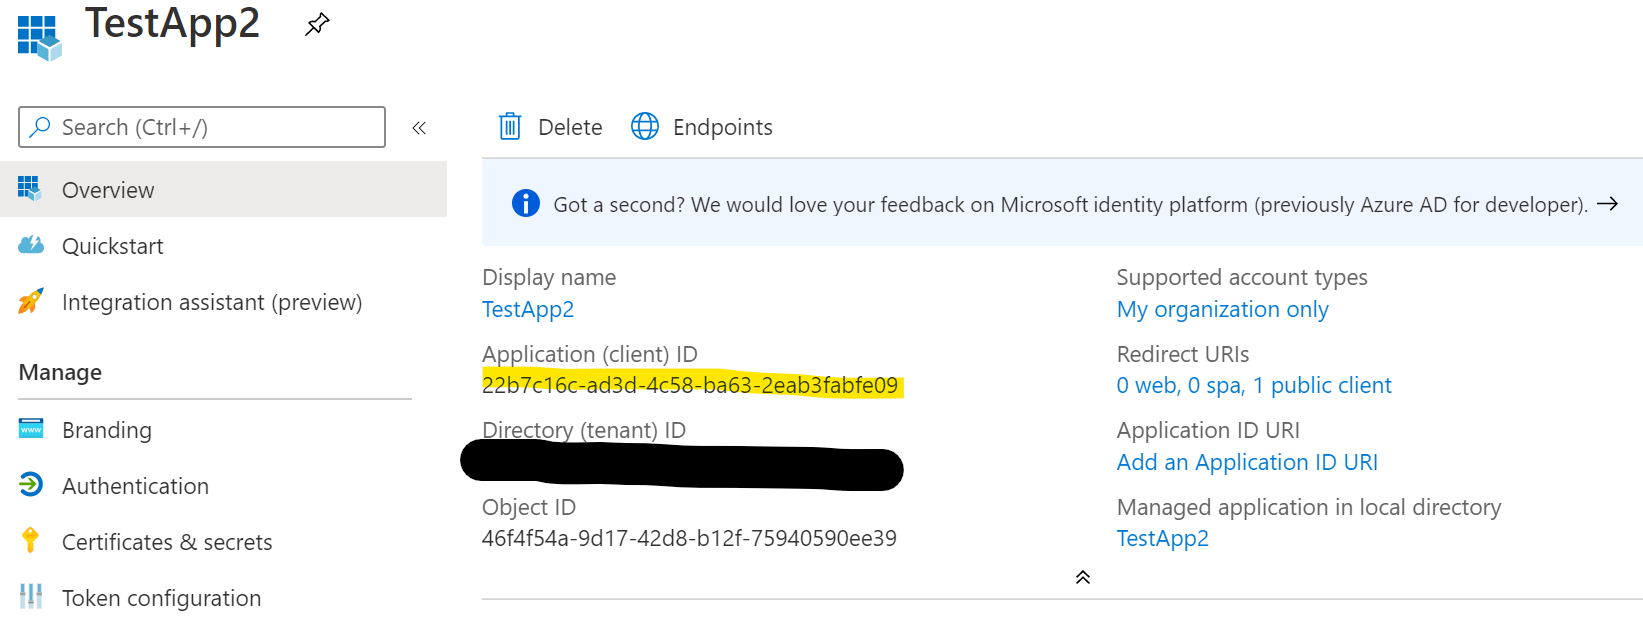 TestApp2
Search (Ctrl+/)
Overview
Quickstart
Integration assistant (preview)
Manage
Branding
www
Authentication
Certificates & secrets
Token configuration
Delete
Endpoints
Got a second? We would love your feedback on Microsoft identity platform (previously Azure AD for developer). →
Display name
TestApp2
Application (client) ID
22b7c16c-ad3d-4c58-ba63-2eab3fabfe09
Directory (tenant) ID
Object ID
46f4f54a-9d17-42d8-b12f-75940590ee39
Supported account types
My organization only
Redirect URIs
0 web, 0 spa, 1 public client
Application ID URI
Add an Application ID URI
Managed application in local directory
TestApp2